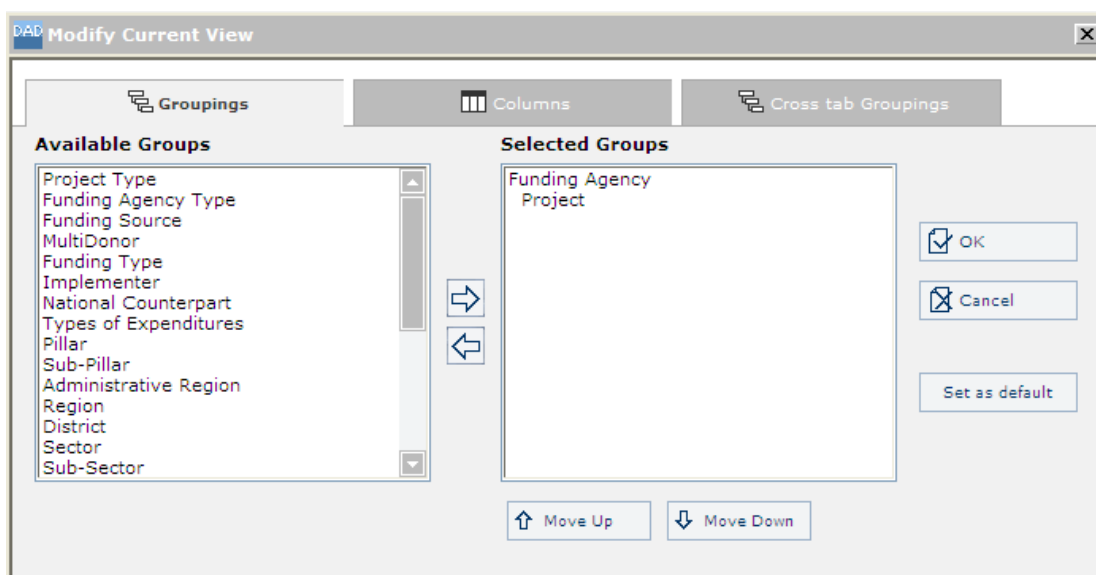 DAD Modify Current View
Groupings
Columns
Cross tab Groupings
Available Groups
Project Type
Funding Agency Type
Funding Source
MultiDonor
Funding Type
Implementer
National Counterpart
Types of Expenditures
Pillar
Sub-Pillar
Administrative Region
Region
District
Sector
Sub-Sector
Selected Groups
Funding Agency
Project
OK
Cancel
Set as default
Move Up
Move Down